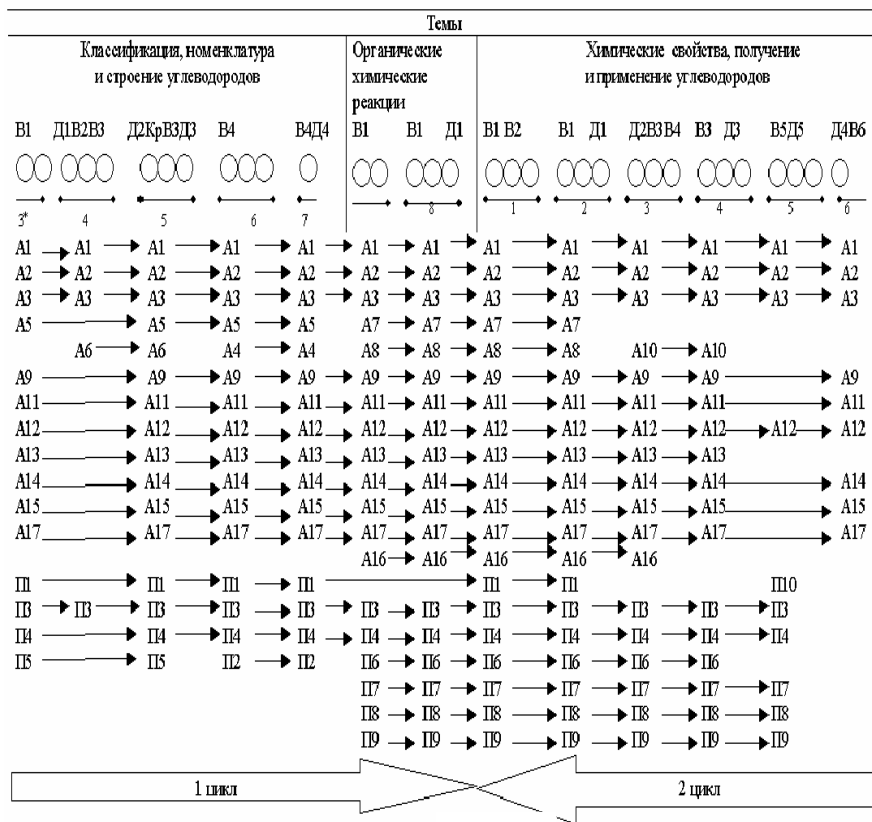 Темы
Классификация, номенклатура и строение углеводородов
Органические химические реакции
Химические свойства, получение и применение углеводородов
В1 Д1В2В3 Д2КрВ3Д3 В4 В4Д4 В1 В1 Д1 В1 В2 В1 Д1 Д2В3В4 В3 Д3 В5Д5 Д4В6
3* 4 5 6 7 8 1 2 3 4 5 6
А1 А1 А1 А1 А1 А1 А1 А1 А1 А1 А1 А1 А1
А2 А2 А2 А2 А2 А2 А2 А2 А2 А2 А2 А2 А2
А3 А3 А3 А3 А3 А3 А3 А3 А3 А3 А3 А3 А3
А5 А5 А5 А5 А7 А7 А7 А7
А6 А6 А4 А4 А8 А8 А8 А8 А10 А10
А9 А9 А9 А9 А9 А9 А9 А9 А9 А9 А9
А11 А11 А11 А11 А11 А11 А11 А11 А11 А11 А11
А12 А12 А12 А12 А12 А12 А12 А12 А12 А12 А12 А12
А13 А13 А13 А13 А13 А13 А13 А13 А13 А13
А14 А14 А14 А14 А14 А14 А14 А14 А14 А14 А14
А15 А15 А15 А15 А15 А15 А15 А15 А15 А15 А15
А17 А17 А17 А17 А17 А17 А17 А17 А17 А17 А17
А16 А16 А16 А16 А16
П1 П1 П1 П1 П1 П1 П10
П3 П3 П3 П3 П3 П3 П3 П3 П3 П3 П3 П3
П4 П4 П4 П4 П4 П4 П4 П4 П4 П4 П4
П5 П5 П2 П2 П6 П6 П6 П6 П6 П6
П7 П7 П7 П7 П7 П7 П7
П8 П8 П8 П8 П8 П8 П8
П9 П9 П9 П9 П9 П9 П9
1 цикл 2 цикл